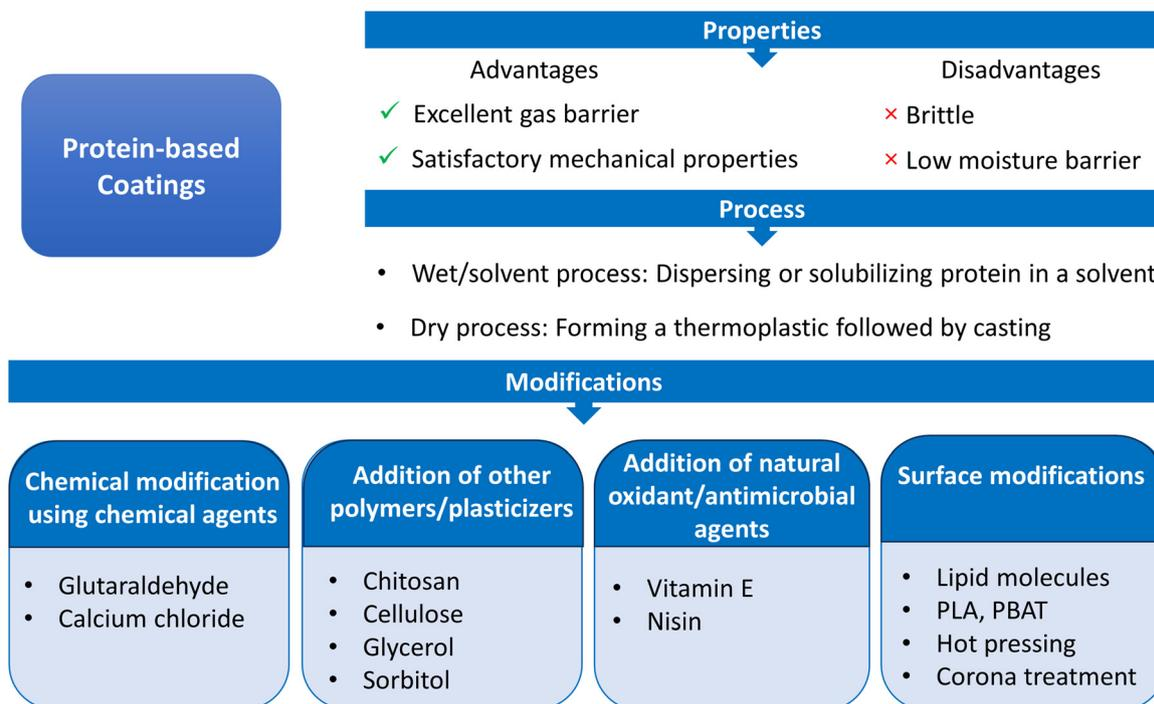 Protein-based
Coatings
Properties
Advantages
✓ Excellent gas barrier
✓ Satisfactory mechanical properties
Disadvantages
× Brittle
× Low moisture barrier
Process
• Wet/solvent process: Dispersing or solubilizing protein in a solvent
• Dry process: Forming a thermoplastic followed by casting
Modifications
Chemical modification
using chemical agents
• Glutaraldehyde
• Calcium chloride
Addition of other
polymers/plasticizers
• Chitosan
• Cellulose
• Glycerol
• Sorbitol
Addition of natural
oxidant/antimicrobial
agents
• Vitamin E
• Nisin
Surface modifications
• Lipid molecules
• PLA, PBAT
• Hot pressing
• Corona treatment